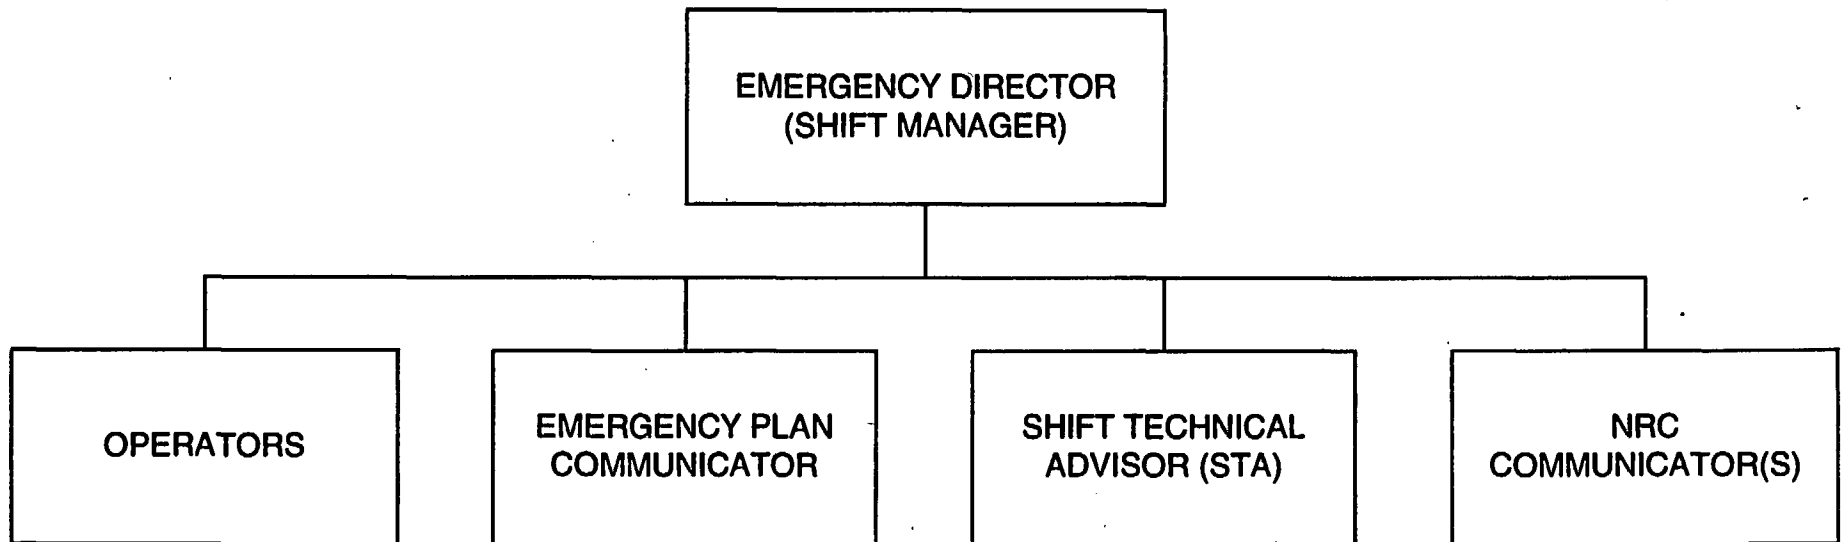 EMERGENCY DIRECTOR
(SHIFT MANAGER)
OPERATORS
EMERGENCY PLAN
COMMUNICATOR
SHIFT TECHNICAL
ADVISOR (STA)
NRC
COMMUNICATOR(S)